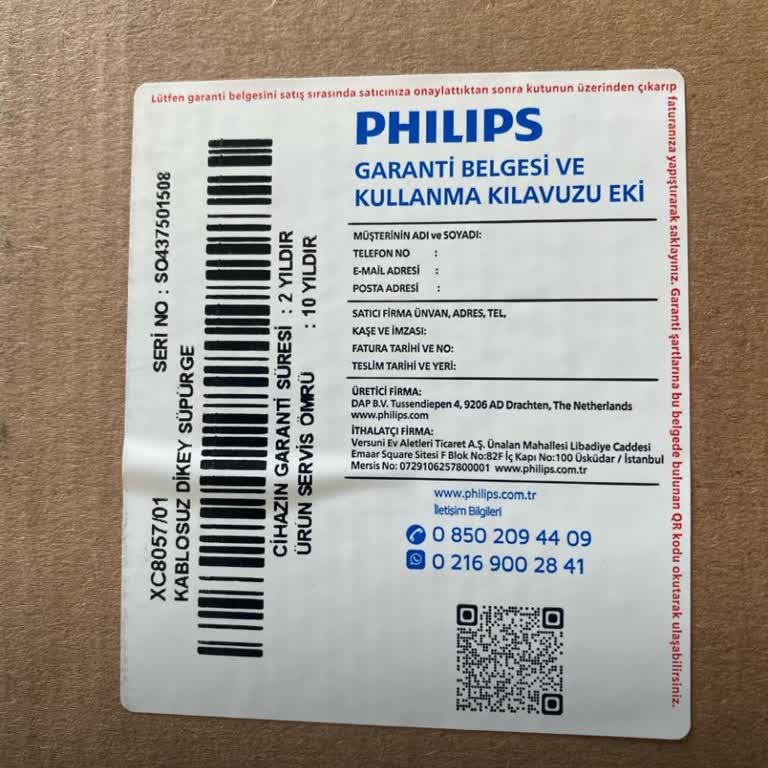 Lütfen garanti belgesini satış sırasında satıcınıza onaylattıktan sonra kutunun üzerinden çıkarıp
faturanıza yapıştırarak saklayınız. Garanti şartlarına bu belgede bulunan QR kodu okutarak ulaşabilirsiniz.
PHILIPS
GARANTİ BELGESİ VE
KULLANMA KILAVUZU EKİ
MÜŞTERİNİN ADI ve SOYADI:
TELEFON NO :
E-MAİL ADRESİ :
POSTA ADRESİ :
SATICI FİRMA ÜNVAN, ADRES, TEL,
KAŞE ve İMZASI:
FATURA TARİHİ VE NO:
TESLİM TARİHİ VE YERİ:
ÜRETİCİ FİRMA:
DAP B.V. Tussendiepen 4, 9206 AD Drachten, The Netherlands
www.philips.com
İTHALATÇI FİRMA:
Versuni Ev Aletleri Ticaret A.Ş. Ünalan Mahallesi Libadiye Caddesi
Emaar Square Sitesi F Blok No:82F İç Kapı No:100 Üsküdar / İstanbul
Mersis No: 0729106257800001 www.philips.com.tr
www.philips.com.tr
İletişim Bilgileri
0 850 209 44 09
0 216 900 28 41
XC8057/01 SERİ NO : SO437501508
KABLOSUZ DİKEY SÜPÜRGE
CİHAZIN GARANTİ SÜRESİ : 2 YILDIR
ÜRÜN SERVİS ÖMRÜ : 10 YILDIR